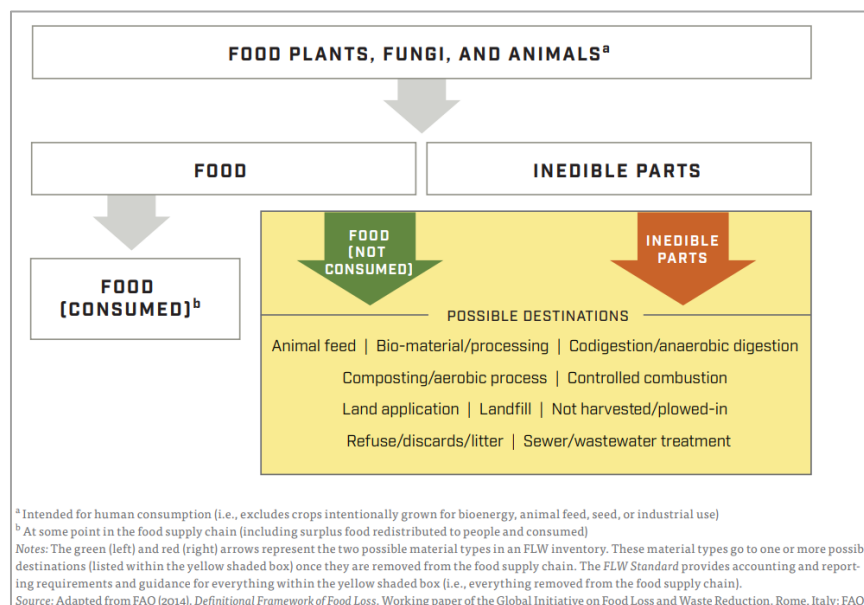 FOOD PLANTS, FUNGI, AND ANIMALSa
FOOD
INEDIBLE PARTS
FOOD
(NOT
CONSUMED)
INEDIBLE
PARTS
FOOD
(CONSUMED)b
POSSIBLE DESTINATIONS
Animal feed | Bio-material/processing | Codigestion/anaerobic digestion
Composting/aerobic process | Controlled combustion
Land application | Landfill | Not harvested/plowed-in
Refuse/discards/litter | Sewer/wastewater treatment
a Intended for human consumption (i.e., excludes crops intentionally grown for bioenergy, animal feed, seed, or industrial use)
b At some point in the food supply chain (including surplus food redistributed to people and consumed)
Notes: The green (left) and red (right) arrows represent the two possible material types in an FLW inventory. These material types go to one or more possib
destinations (listed within the yellow shaded box) once they are removed from the food supply chain. The FLW Standard provides accounting and report-
ing requirements and guidance for everything within the yellow shaded box (i.e., everything removed from the food supply chain).
Source: Adapted from FAO (2014), Definitional Framework of Food Loss, Working paper of the Global Initiative on Food Loss and Waste Reduction, Rome, Italy: FAO